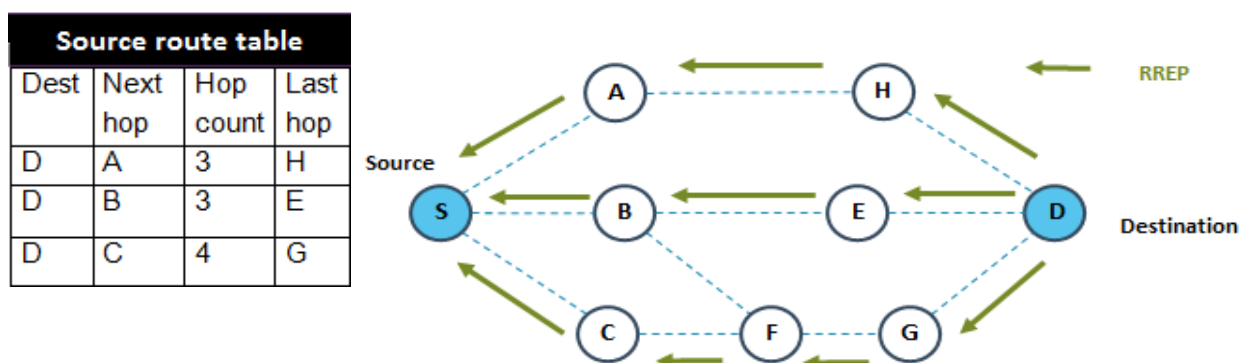 Source route table
Dest Next hop Hop count Last hop
D A 3 H
D B 3 E
D C 4 G
A
H
RREP
Source
S
B
E
D
Destination
C
F
G